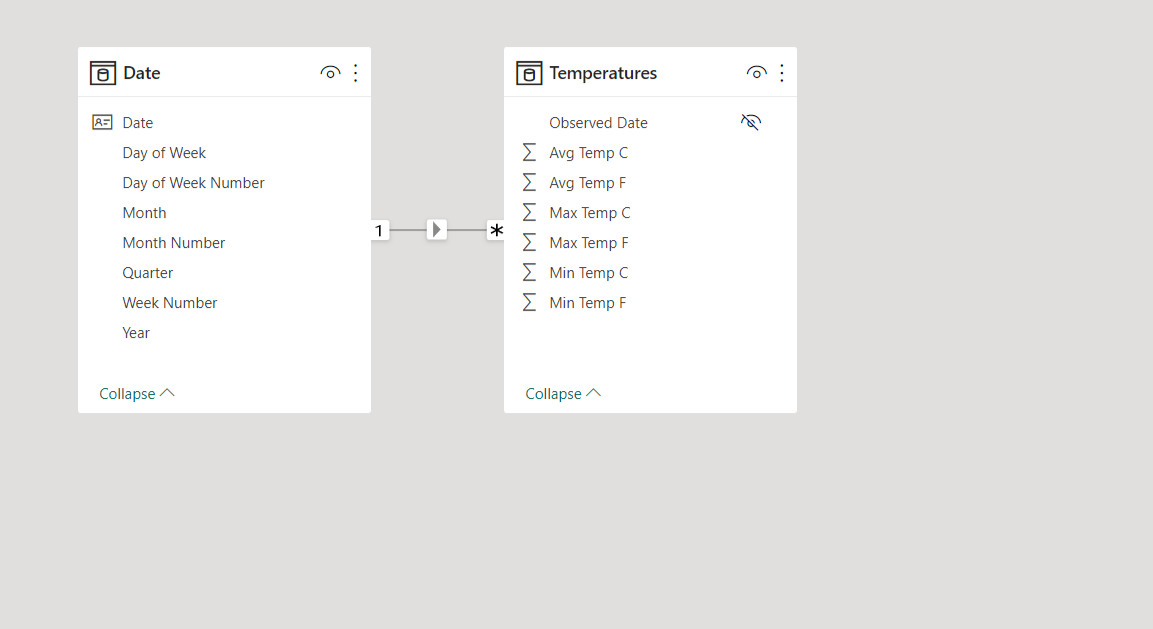 Date
Date
Day of Week
Day of Week Number
Month
Month Number
Quarter
Week Number
Year
Collapse
1
*
Temperatures
Observed Date
Σ Avg Temp C
Σ Avg Temp F
Σ Max Temp C
Σ Max Temp F
Σ Min Temp C
Σ Min Temp F
Collapse